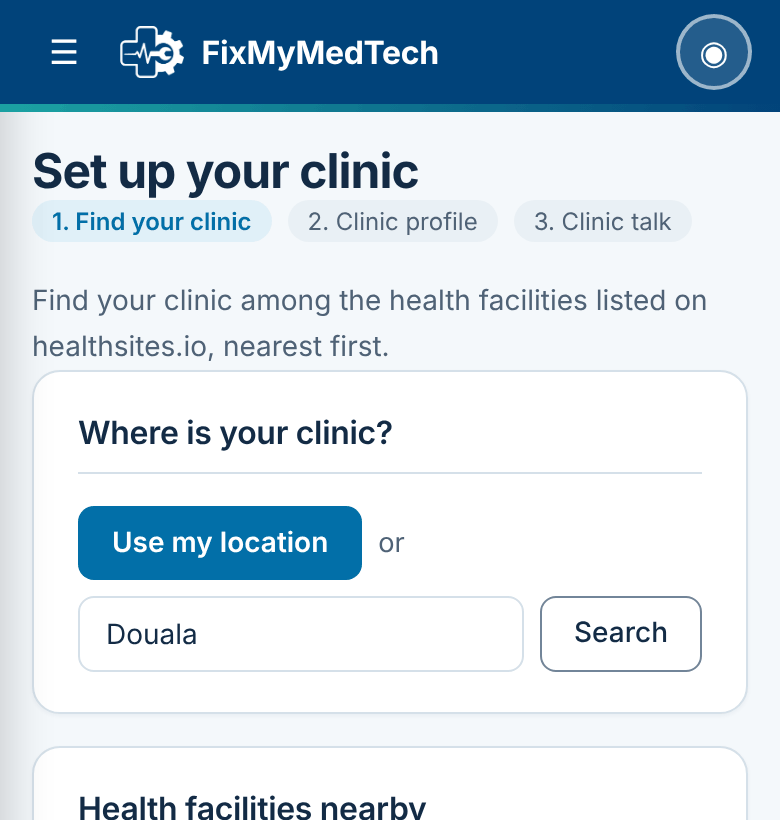 FixMyMedTech
Set up your clinic
1. Find your clinic
2. Clinic profile
3. Clinic talk
Find your clinic among the health facilities listed on
healthsites.io, nearest first.
Where is your clinic?
Use my location
or
Douala
Search
Health facilities nearby